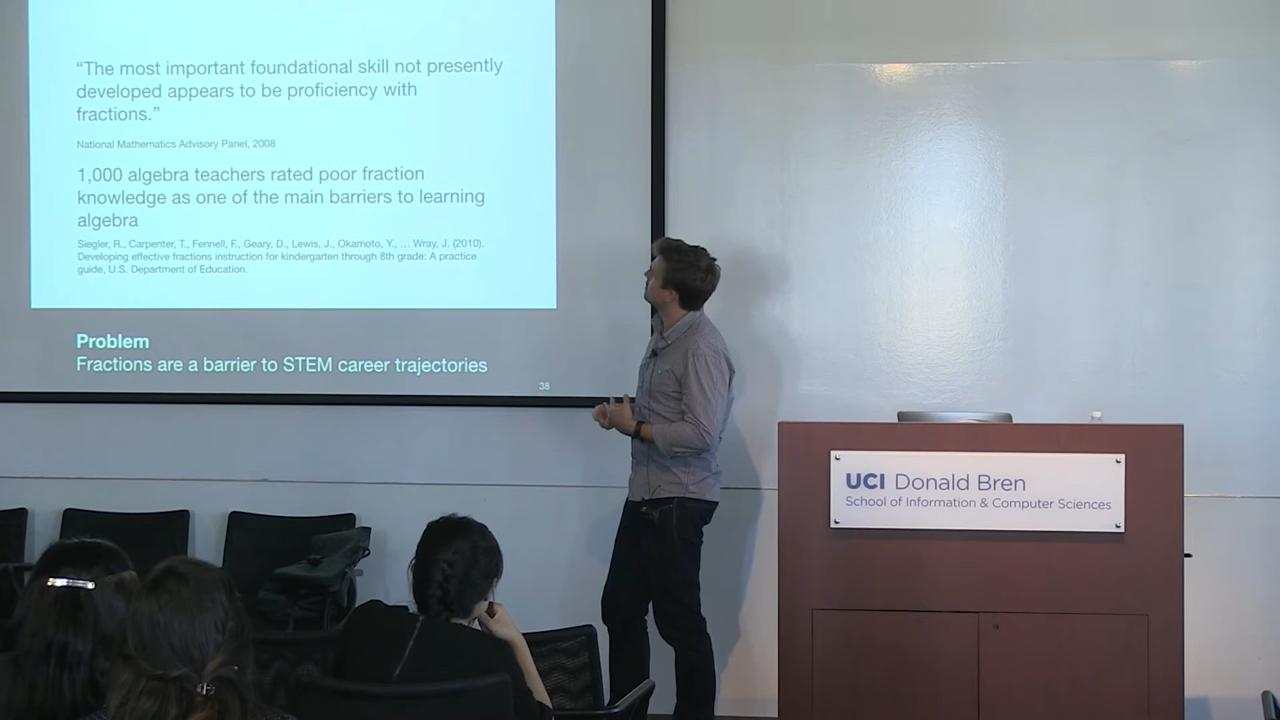 “The most important foundational skill not presently
developed appears to be proficiency with
fractions.”
National Mathematics Advisory Panel, 2008
1,000 algebra teachers rated poor fraction
knowledge as one of the main barriers to learning
algebra
Siegler, R., Carpenter, T., Fennell, F., Geary, D., Lewis, J., Okamoto, Y., … Wray, J. (2010).
Developing effective fractions instruction for kindergarten through 8th grade: A practice
guide, U.S. Department of Education.
Problem
Fractions are a barrier to STEM career trajectories
38
UCI Donald Bren
School of Information & Computer Sciences